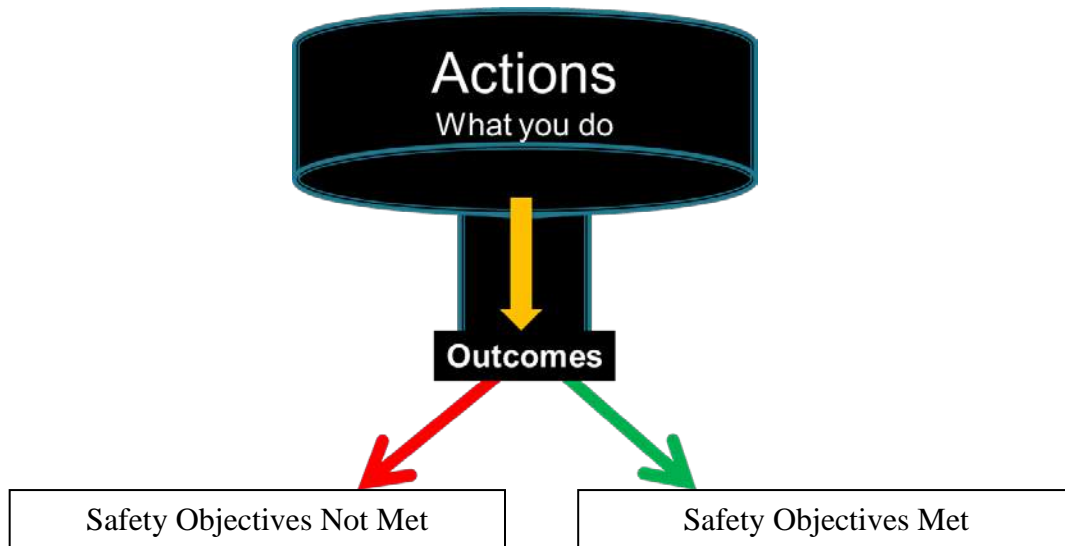 Actions
What you do
Outcomes
Safety Objectives Not Met
Safety Objectives Met